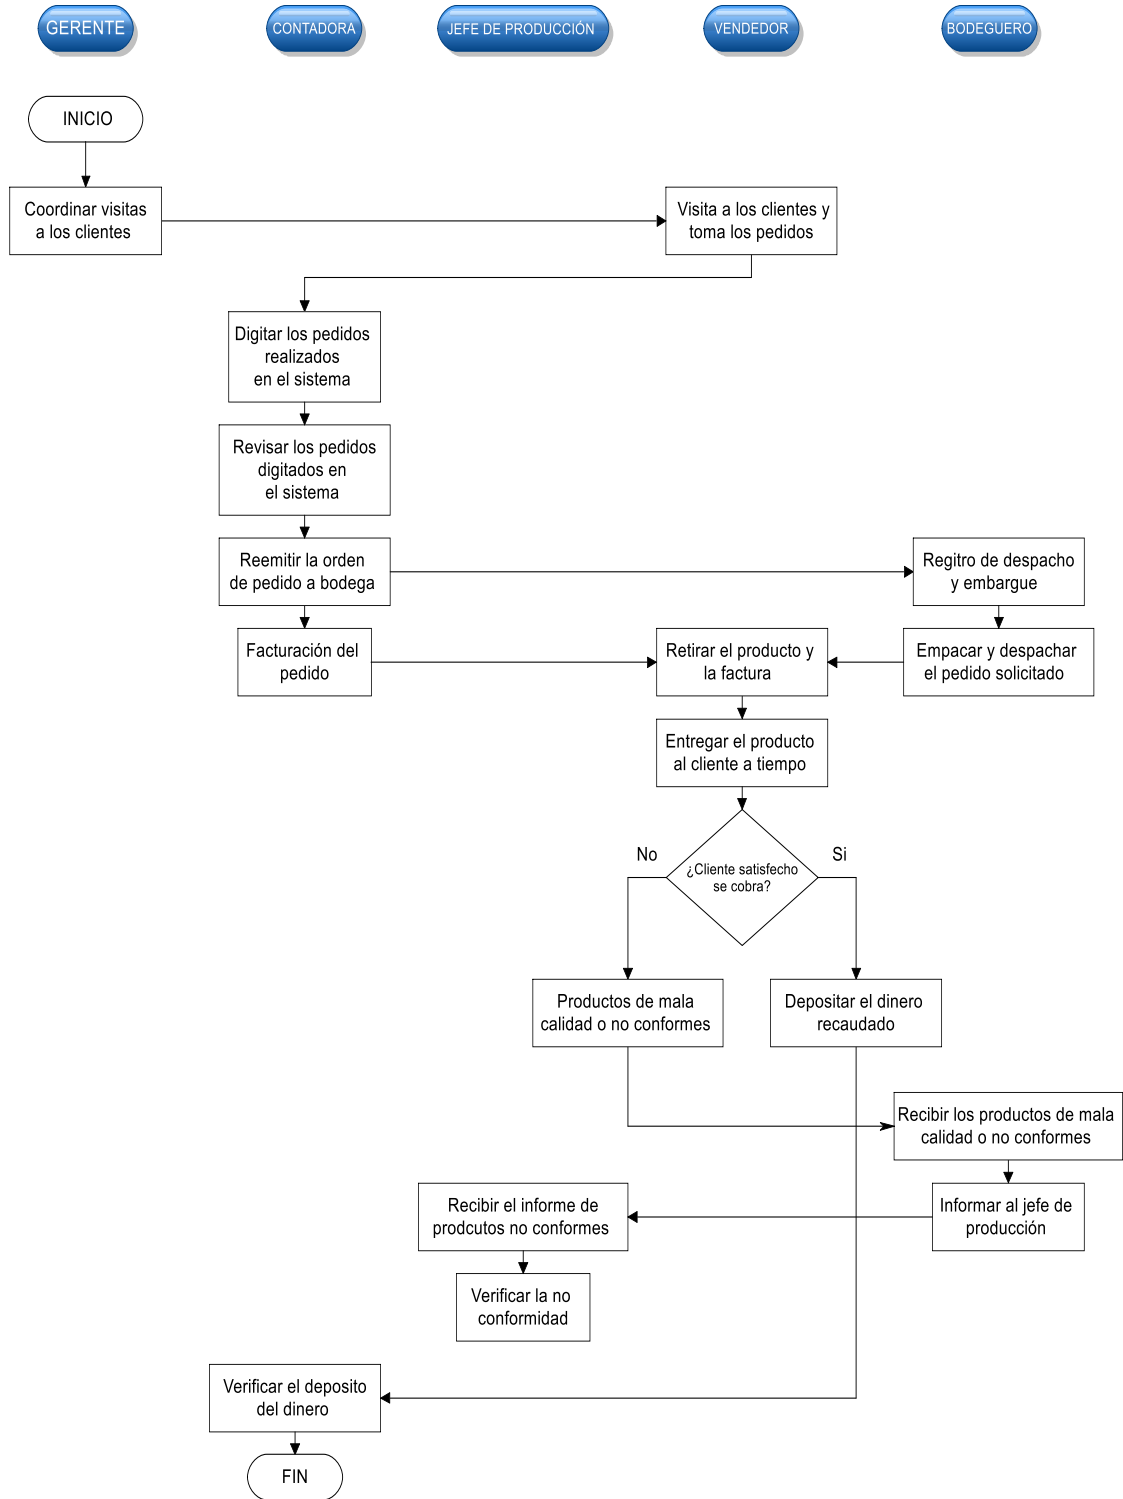 GERENTE
CONTADORA
JEFE DE PRODUCCIÓN
VENDEDOR
BODEGUERO
INICIO
Coordinar visitas
a los clientes
Visita a los clientes y
toma los pedidos
Digitar los pedidos
realizados
en el sistema
Revisar los pedidos
digitados en
el sistema
Reemitir la orden
de pedido a bodega
Regitro de despacho
y embargue
Facturación del
pedido
Retirar el producto y
la factura
Empacar y despachar
el pedido solicitado
Entregar el producto
al cliente a tiempo
No
Si
¿Cliente satisfecho
se cobra?
Productos de mala
calidad o no conformes
Depositar el dinero
recaudado
Recibir los productos de mala
calidad o no conformes
Recibir el informe de
prodcutos no conformes
Informar al jefe de
producción
Verificar la no
conformidad
Verificar el deposito
del dinero
FIN